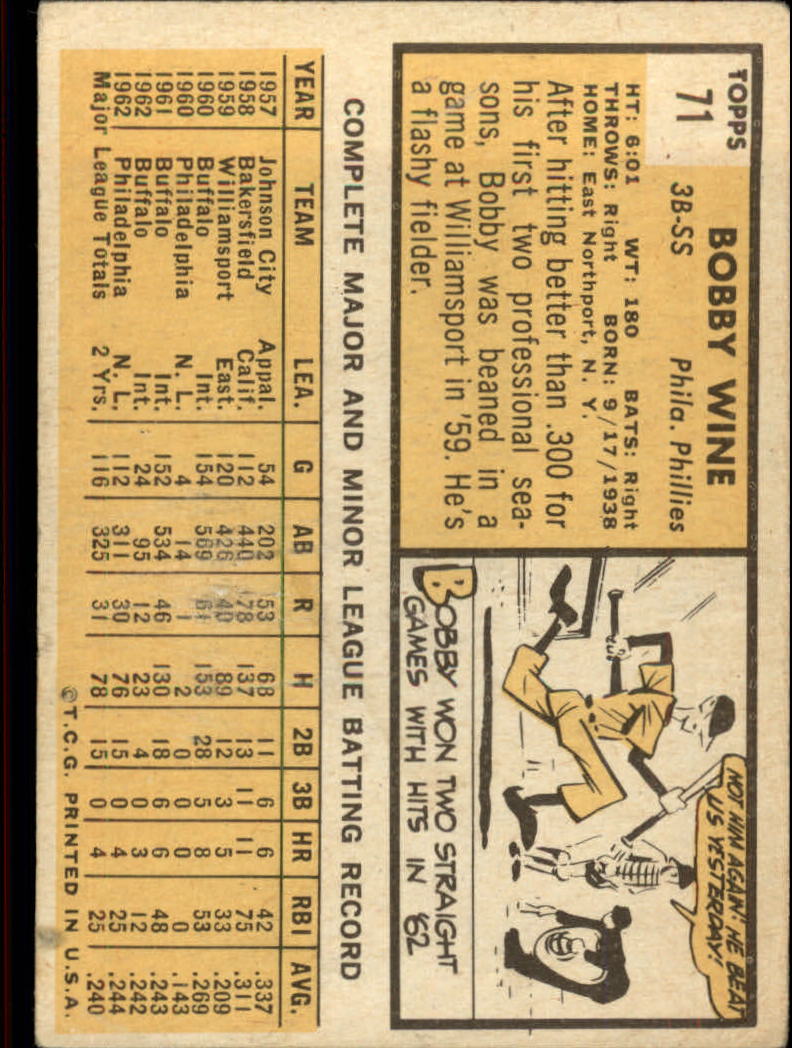 TOPPS
71
BOBBY WINE
3B-SS Phila. Phillies
HT: 6:01 WT: 180 BATS: Right
THROWS: Right BORN: 9/17/1938
HOME: East Northport, N. Y.
After hitting better than .300 for
his first two professional sea-
sons, Bobby was beaned in a
game at Williamsport in '59. He's
a flashy fielder.
NOT HIM AGAIN! HE BEAT
US YESTERDAY!
BOBBY WON TWO STRAIGHT
GAMES WITH HITS IN '62
COMPLETE MAJOR AND MINOR LEAGUE BATTING RECORD
YEAR TEAM LEA. G AB R H 2B 3B HR RBI AVG.
1957 Johnson City Appal. 54 202 53 68 11 6 6 42 .337
1958 Bakersfield Calif. 112 440 78 137 13 11 11 75 .311
1959 Williamsport East. 120 426 40 89 12 3 5 33 .209
1960 Buffalo Int. 154 569 61 153 28 5 8 53 .269
1960 Philadelphia N. L. 4 14 1 2 0 0 0 0 .143
1961 Buffalo Int. 152 534 46 130 18 6 6 48 .243
1962 Buffalo Int. 24 95 12 23 4 0 3 12 .242
1962 Philadelphia N. L. 112 311 30 76 15 0 4 25 .244
Major League Totals 2 Yrs. 116 325 31 78 15 0 4 25 .240
©T.C.G. PRINTED IN U.S.A.